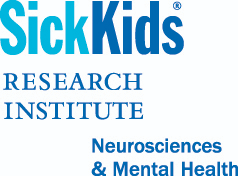 SickKids®
RESEARCH
INSTITUTE
Neurosciences
& Mental Health